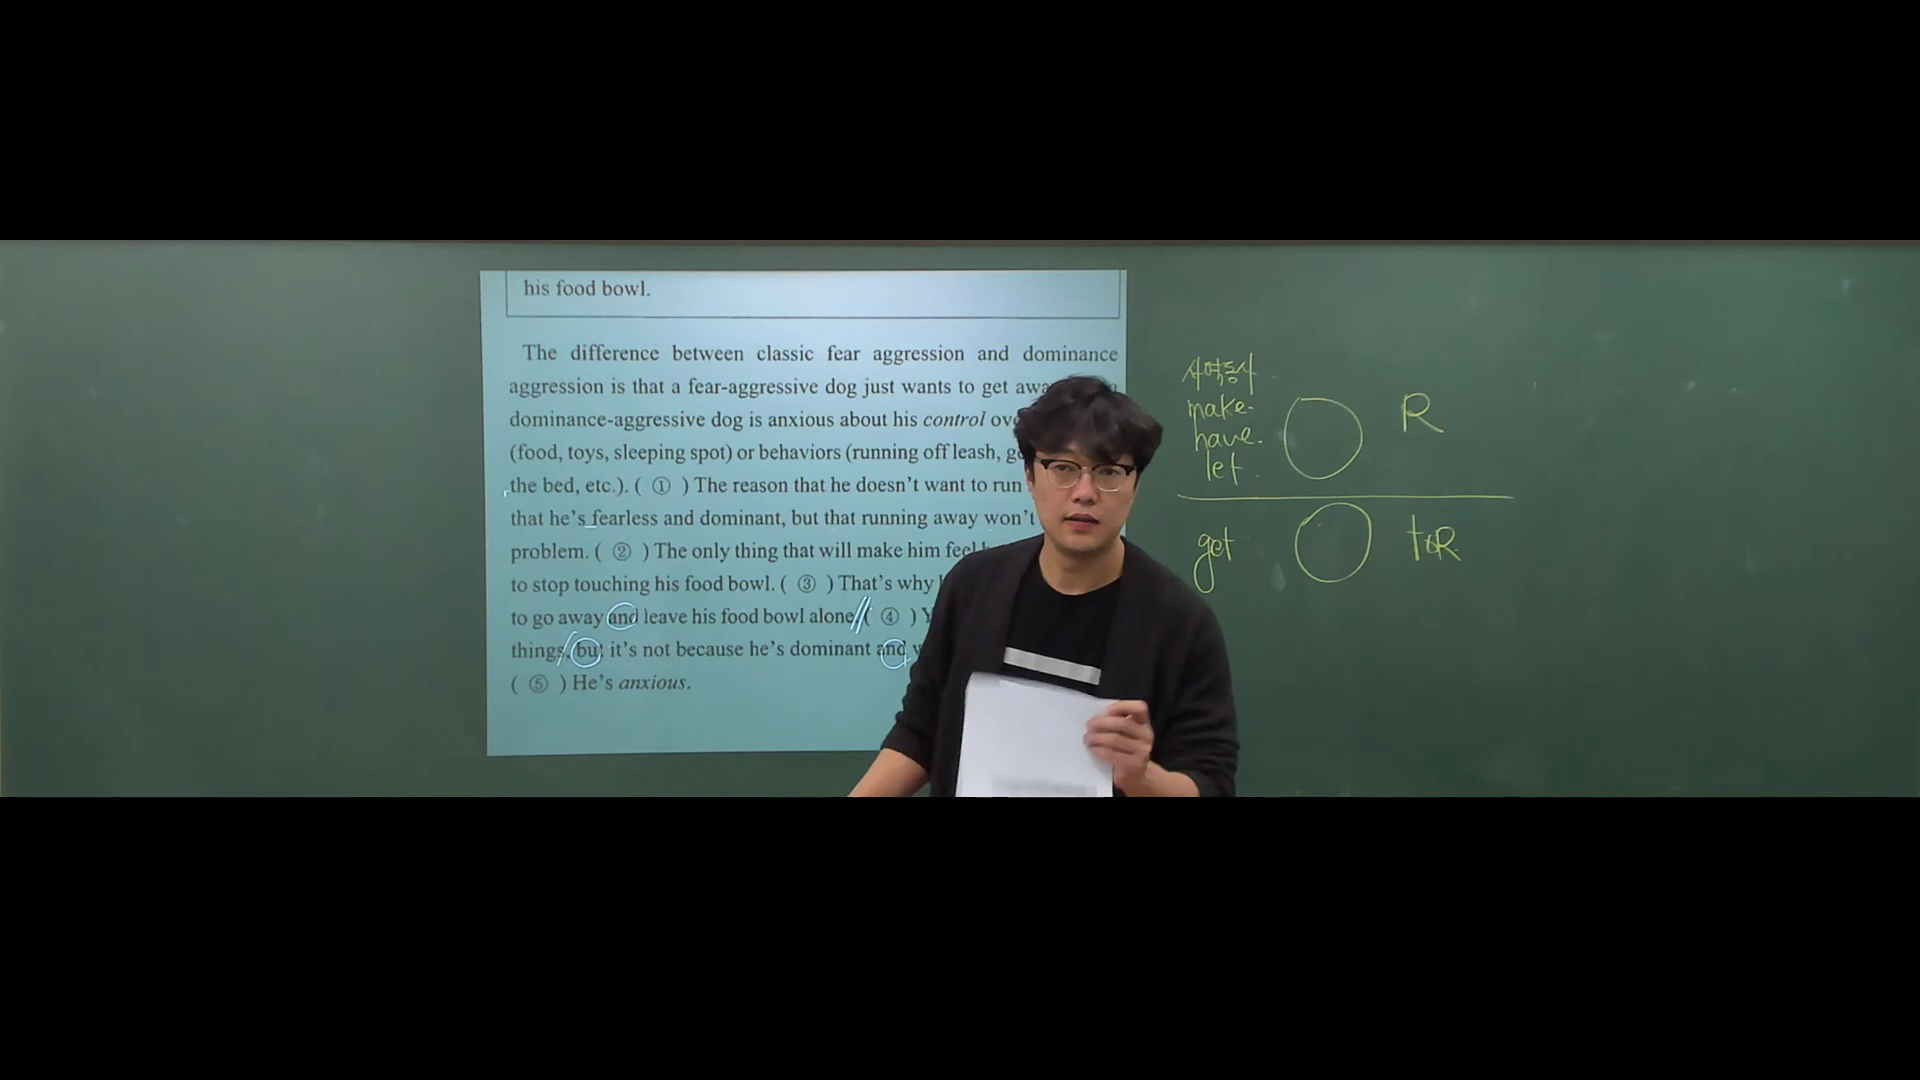 his food bowl.
The difference between classic fear aggression and dominance
aggression is that a fear-aggressive dog just wants to get
dominance-aggressive dog is anxious about his control
(food, toys, sleeping spot) or behaviors (running off leash,
the bed, etc.). ( ① ) The reason that he doesn't want to run
that he's fearless and dominant, but that running away won't
problem. ( ② ) The only thing that will make him feel
to stop touching his food bowl. ( ③ ) That's why
to go away and leave his food bowl alone. ( ④ )
things, but it's not because he's dominant and
( ⑤ ) He's anxious.
사역동사
make
have
let
R
get
to R